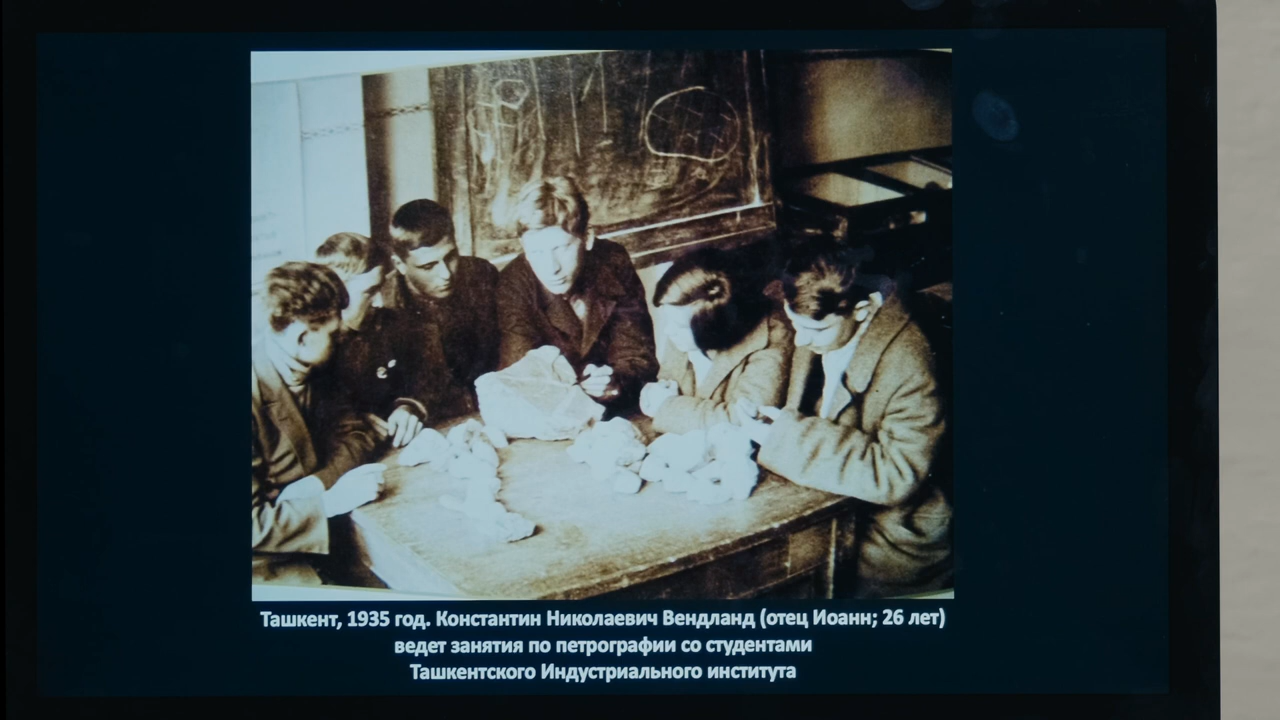 Ташкент, 1935 год. Константин Николаевич Вендланд (отец Иоанн; 26 лет)
ведет занятия по петрографии со студентами
Ташкентского Индустриального института